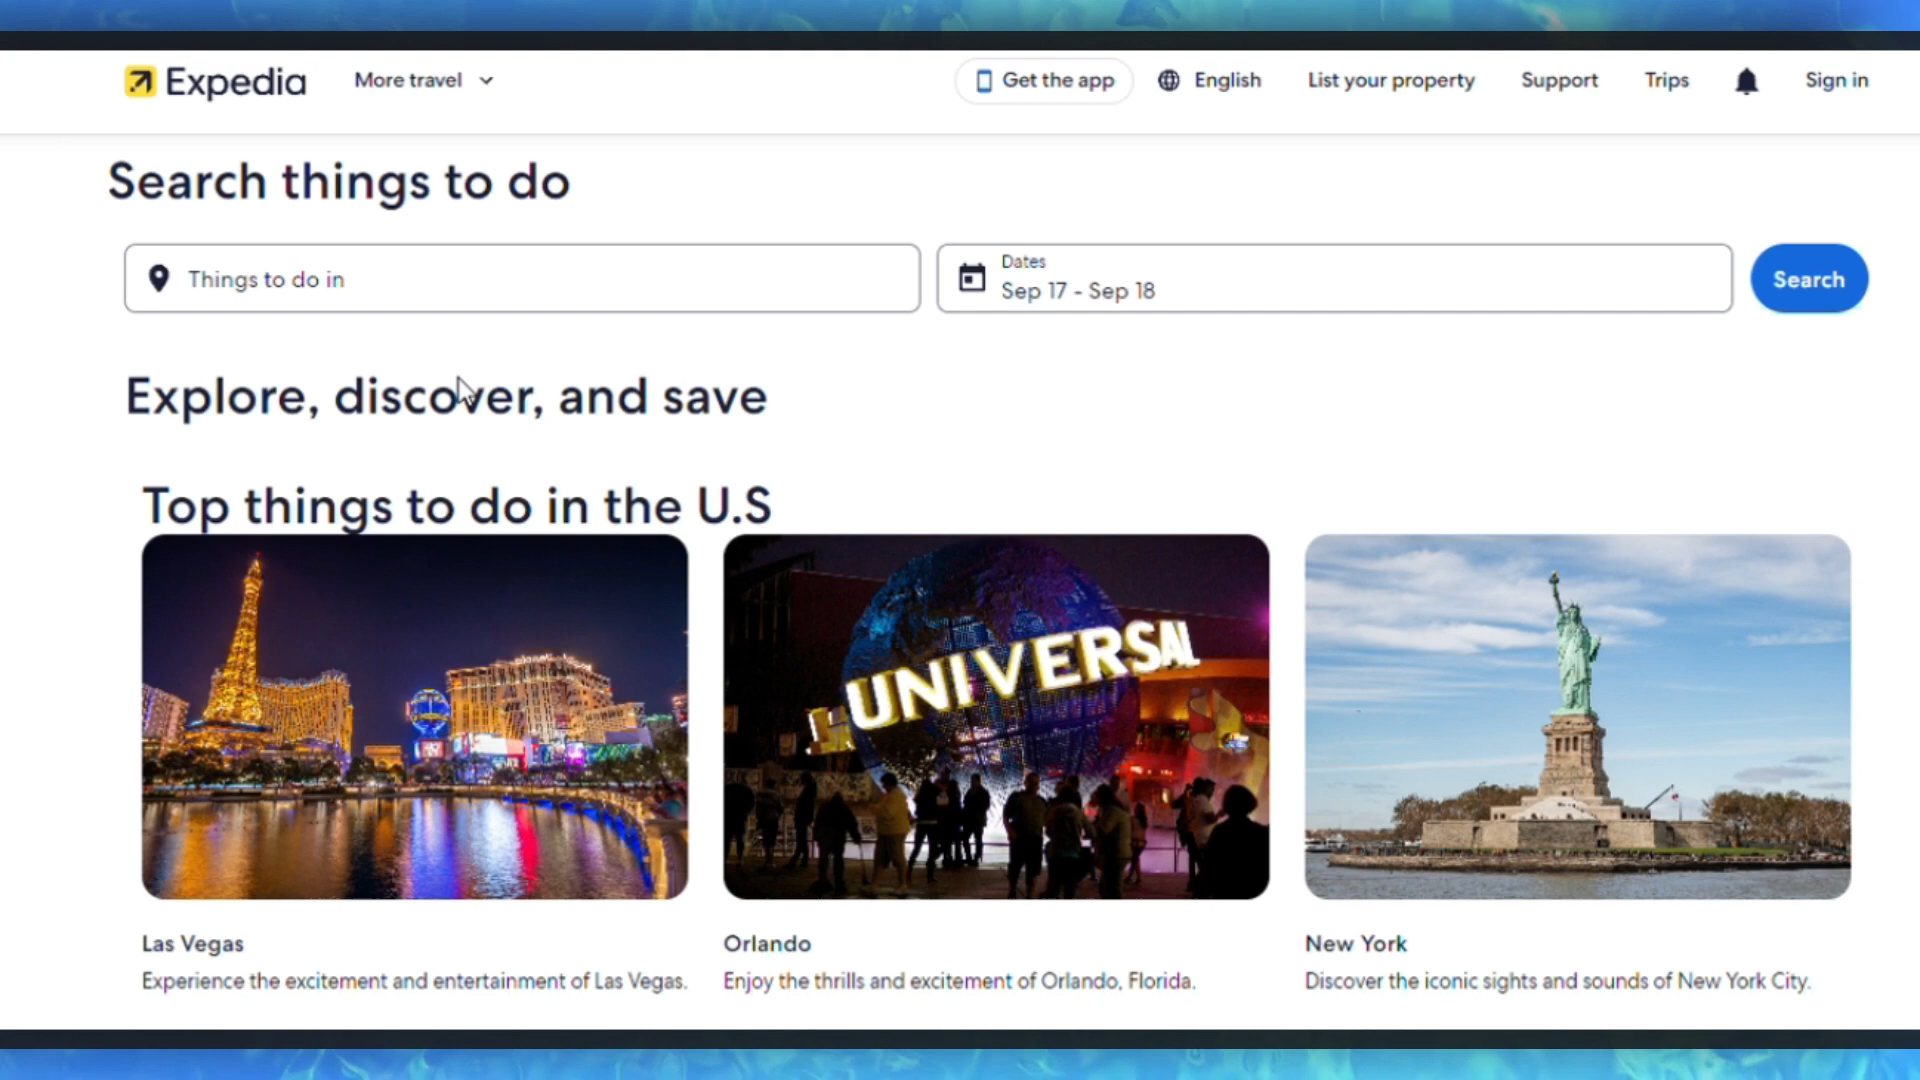 Expedia
More travel
Get the app
English
List your property
Support
Trips
Sign in
Search things to do
Things to do in
Dates
Sep 17 - Sep 18
Search
Explore, discover, and save
Top things to do in the U.S
UNIVERSAL
Las Vegas
Experience the excitement and entertainment of Las Vegas.
Orlando
Enjoy the thrills and excitement of Orlando, Florida.
New York
Discover the iconic sights and sounds of New York City.